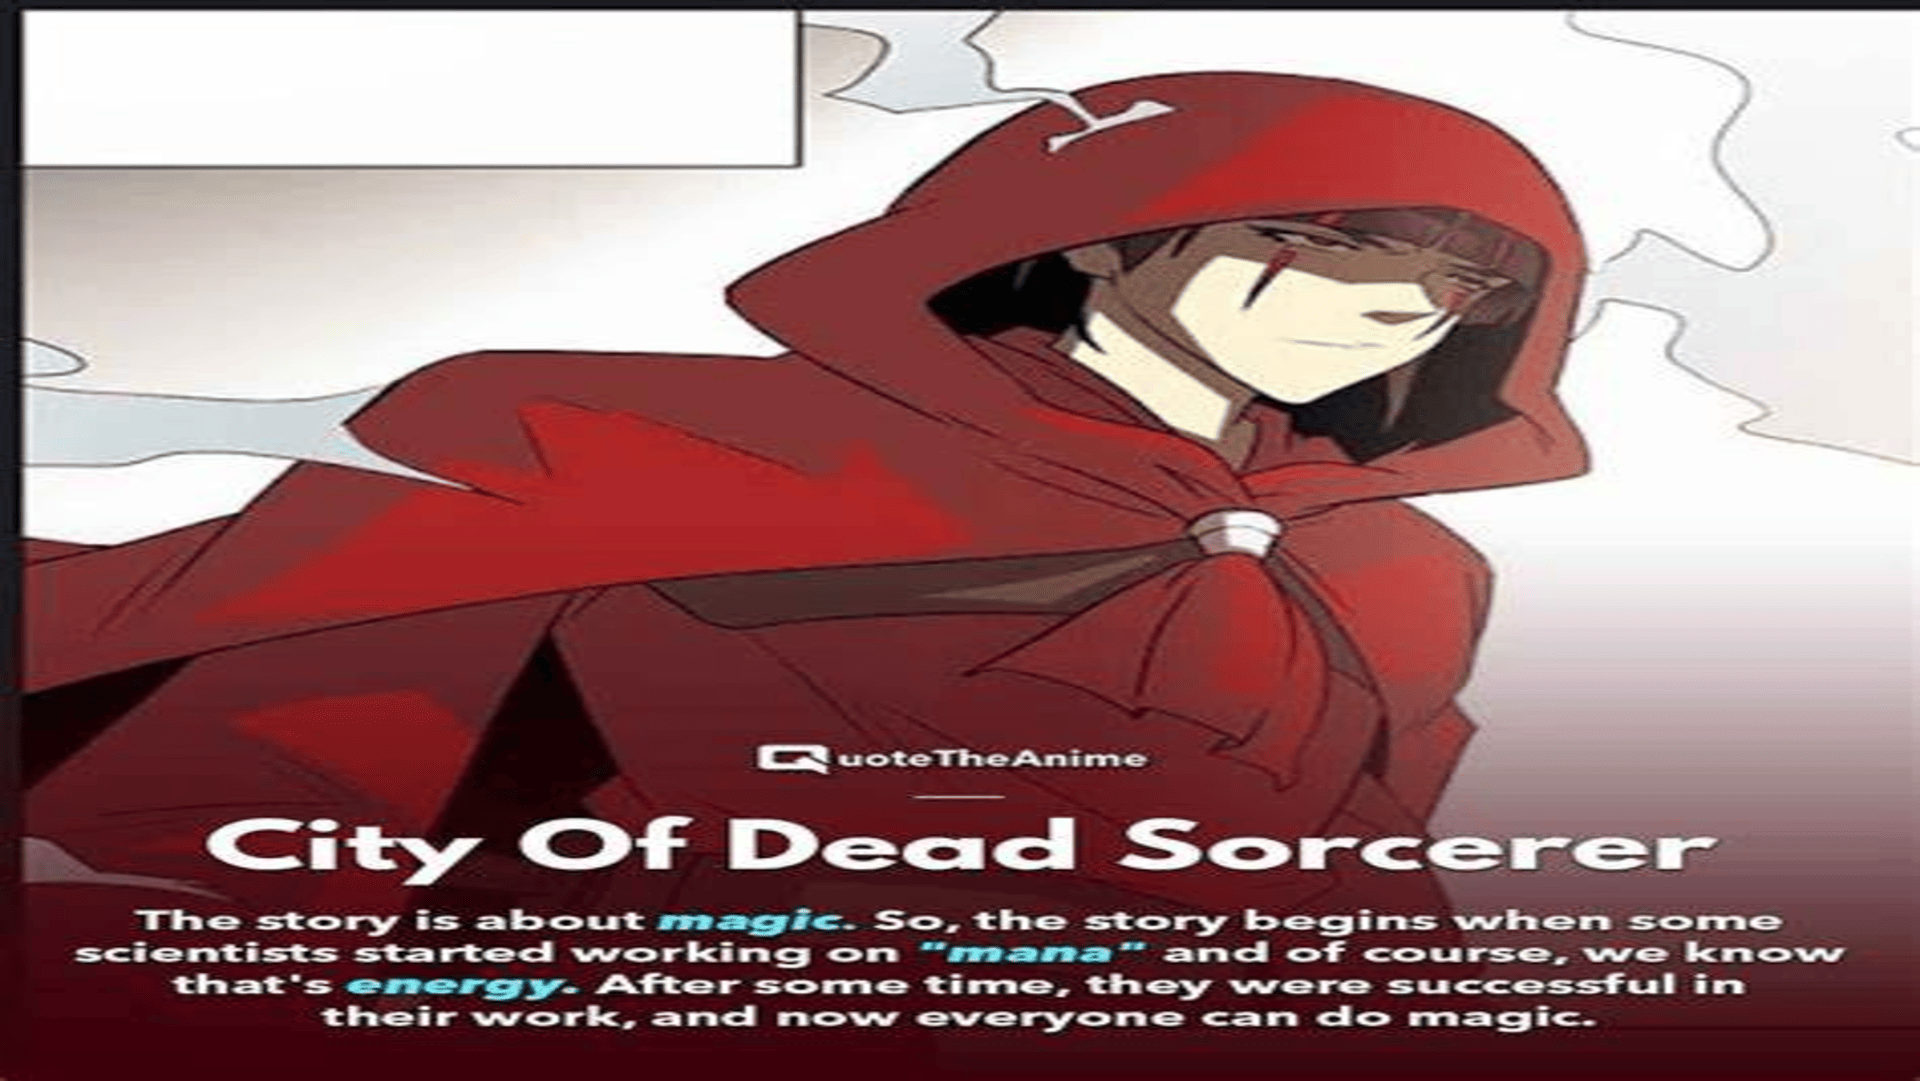 QuoteTheAnime
City Of Dead Sorcerer
The story is about magic. So, the story begins when some
scientists started working on "mana" and of course, we know
that's energy. After some time, they were successful in
their work, and now everyone can do magic.